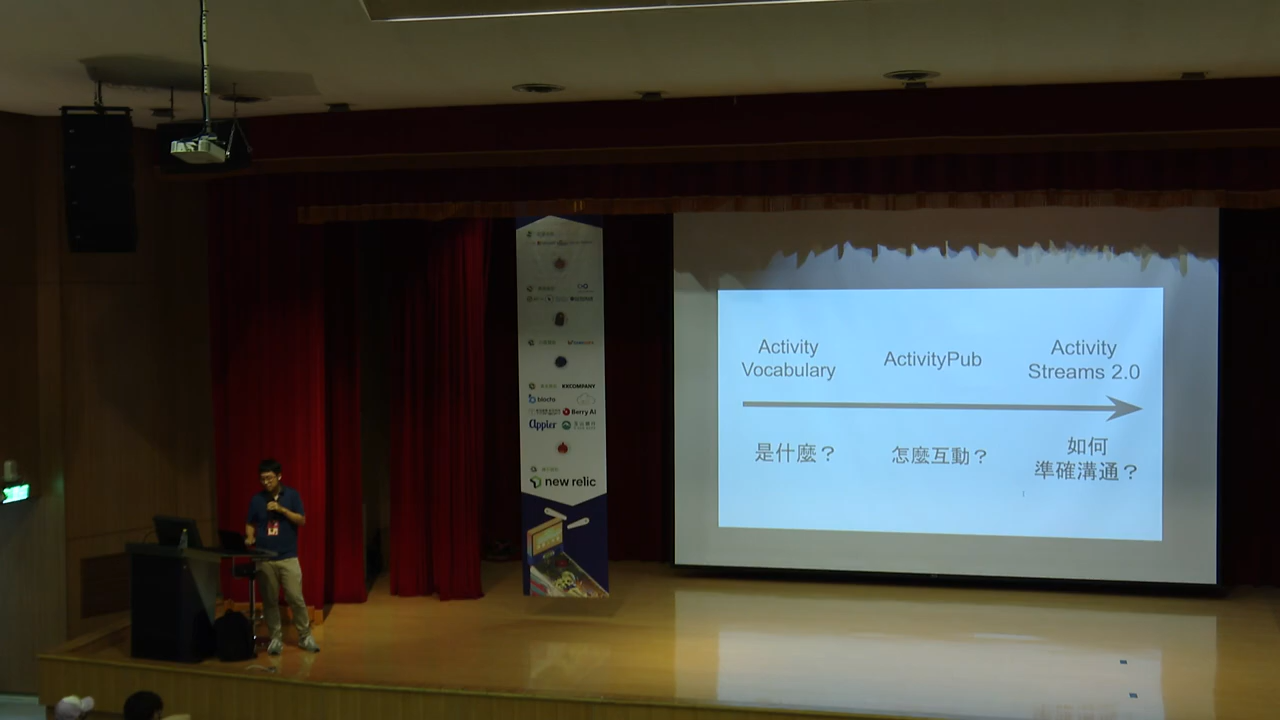 KKCOMPANY
blocto
Berry AI
Appier
new relic
Activity
Vocabulary
ActivityPub
Activity
Streams 2.0
是什麼？
怎麼互動？
如何
準確溝通？